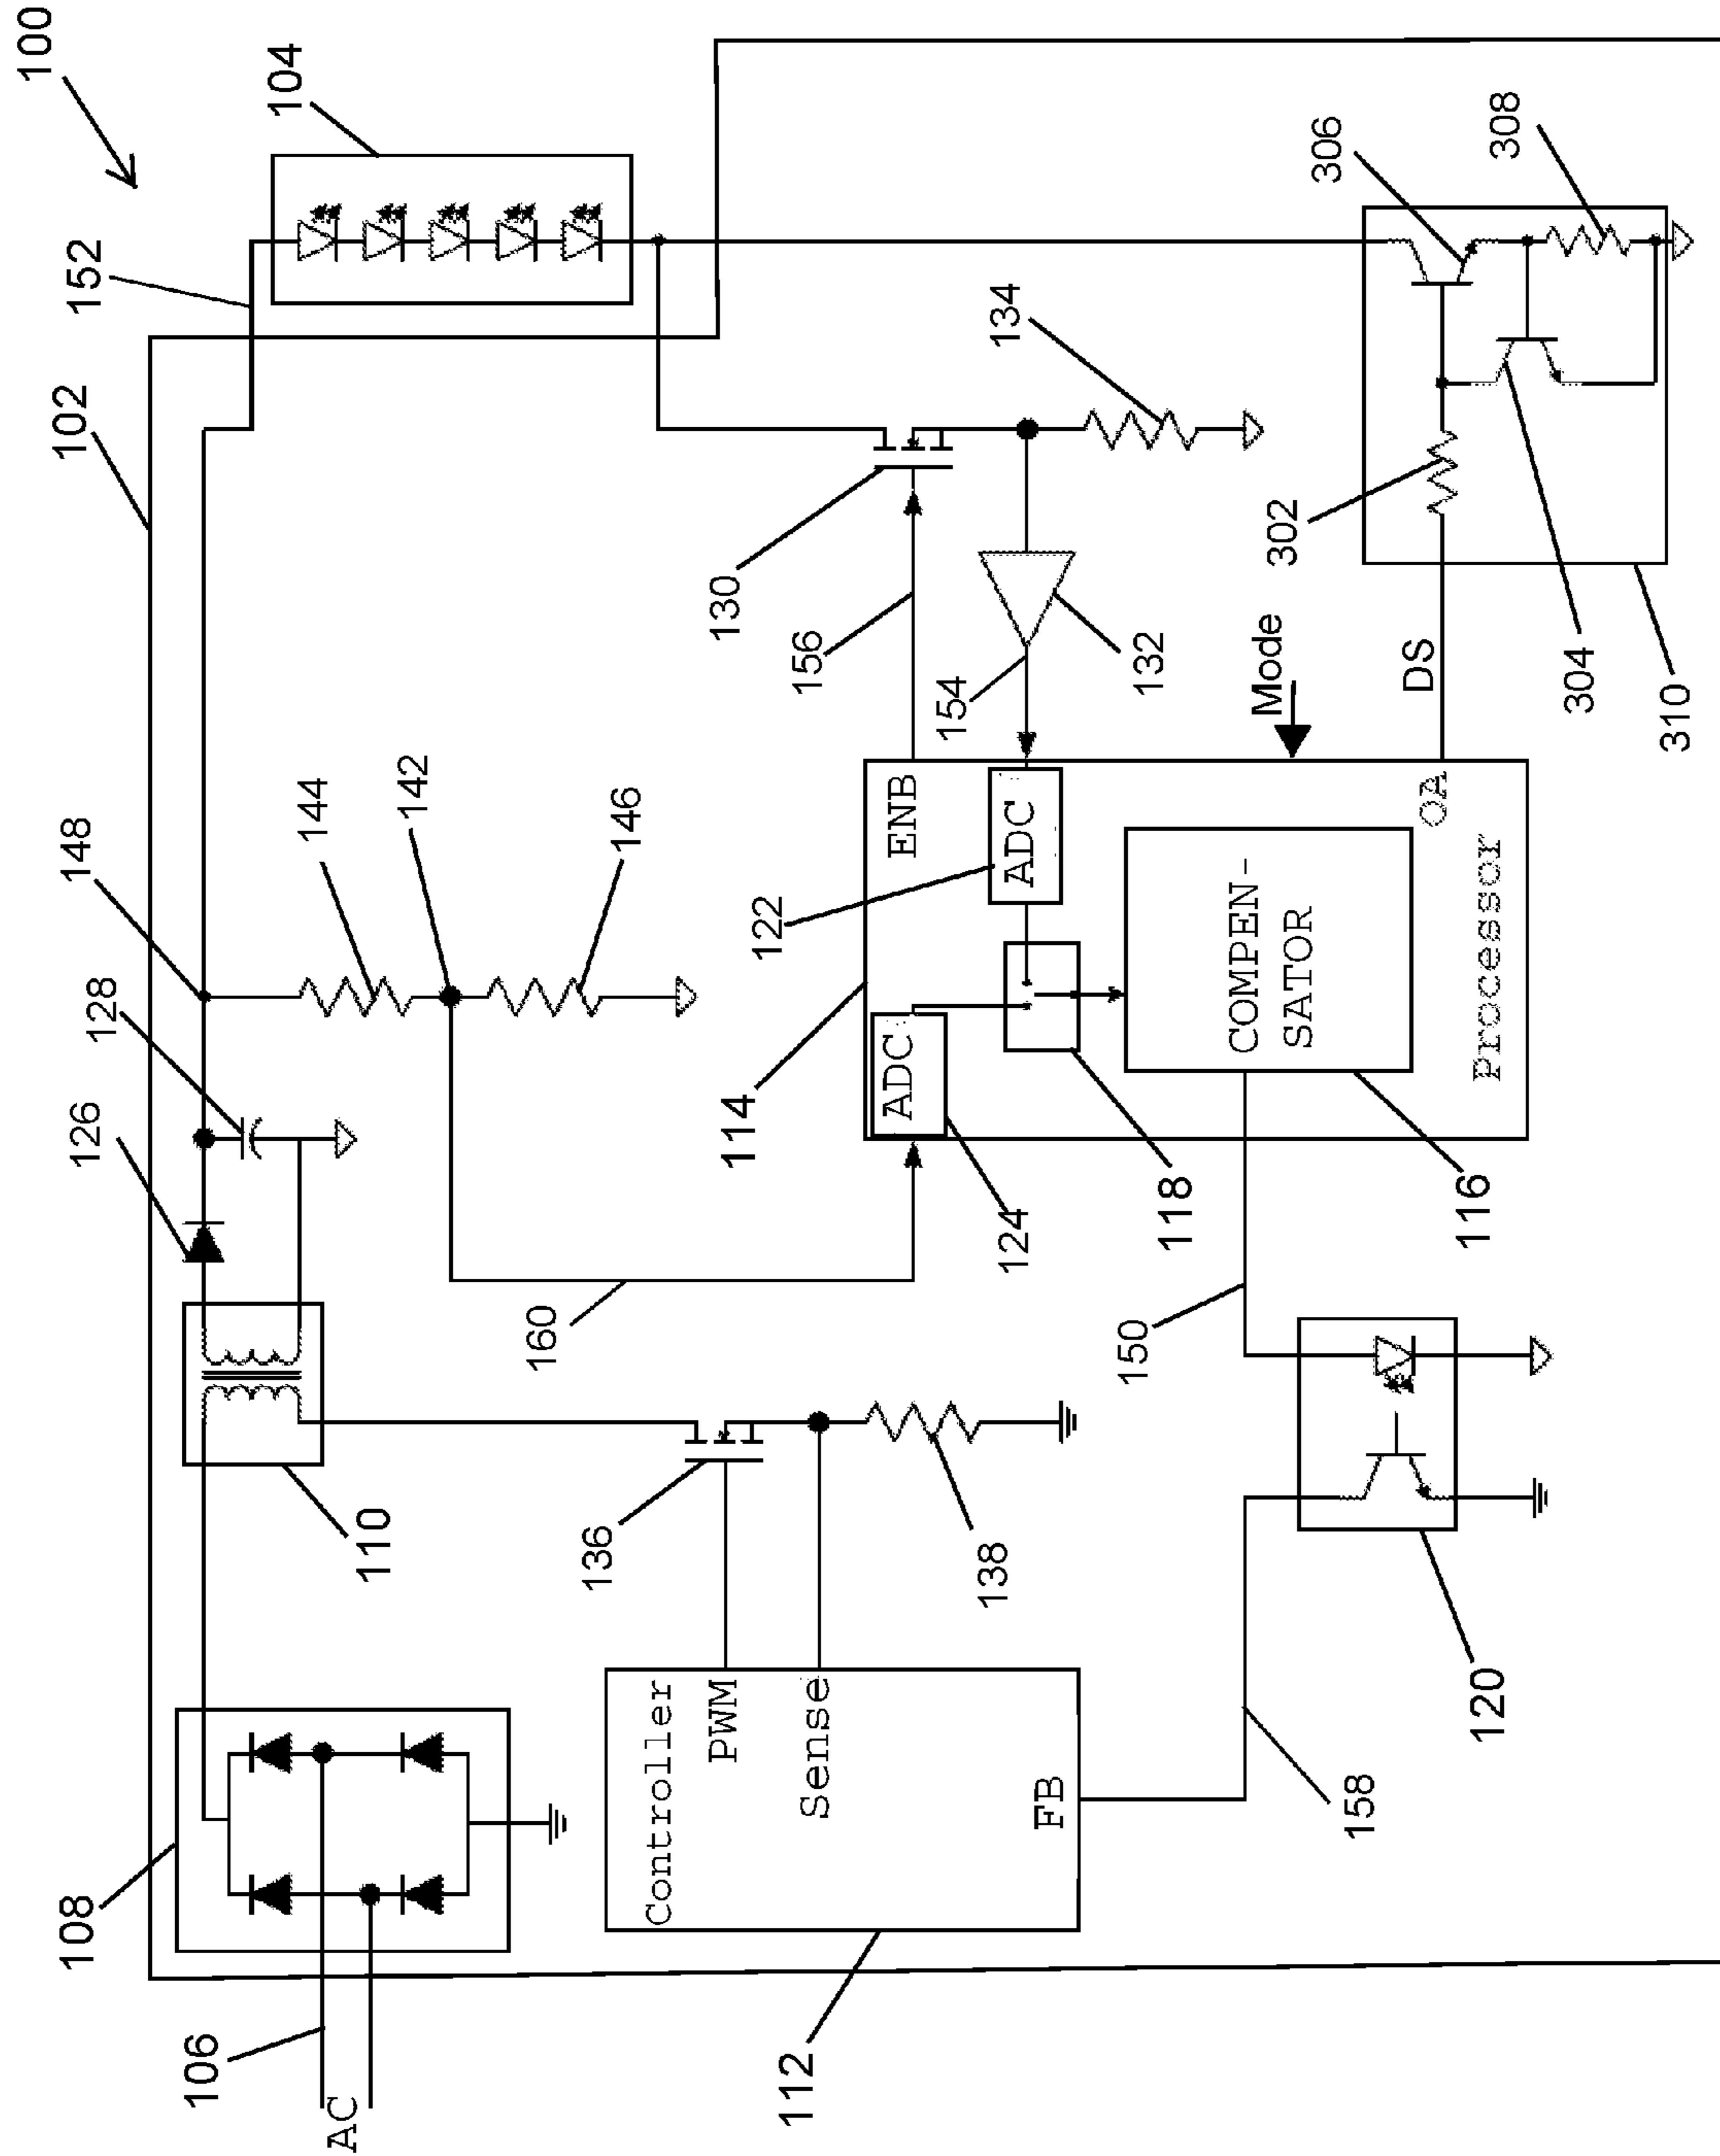 100
102
152
104
148
128
126
144
142
146
110
108
106
AC
112
Controller
PWM
Sense
FB
136
138
158
120
150
160
114
124
ADC
118
116
122
ADC
ENB
COMPEN-
SATOR
OA
Processor
Mode
DS
130
156
154
132
134
302
304
306
308
310